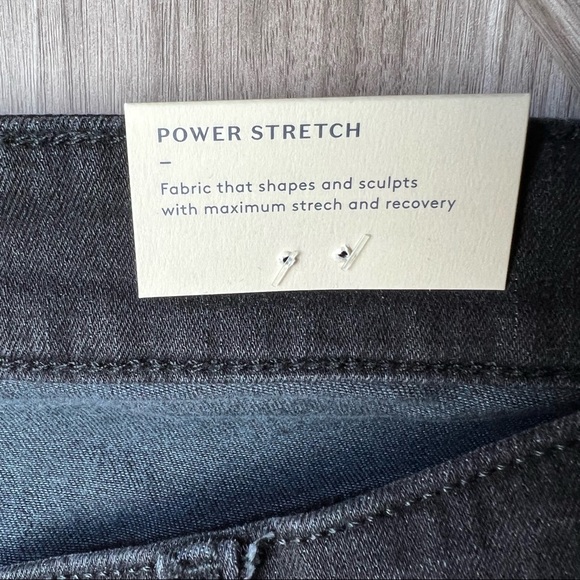 POWER STRETCH
–
Fabric that shapes and sculpts
with maximum strech and recovery